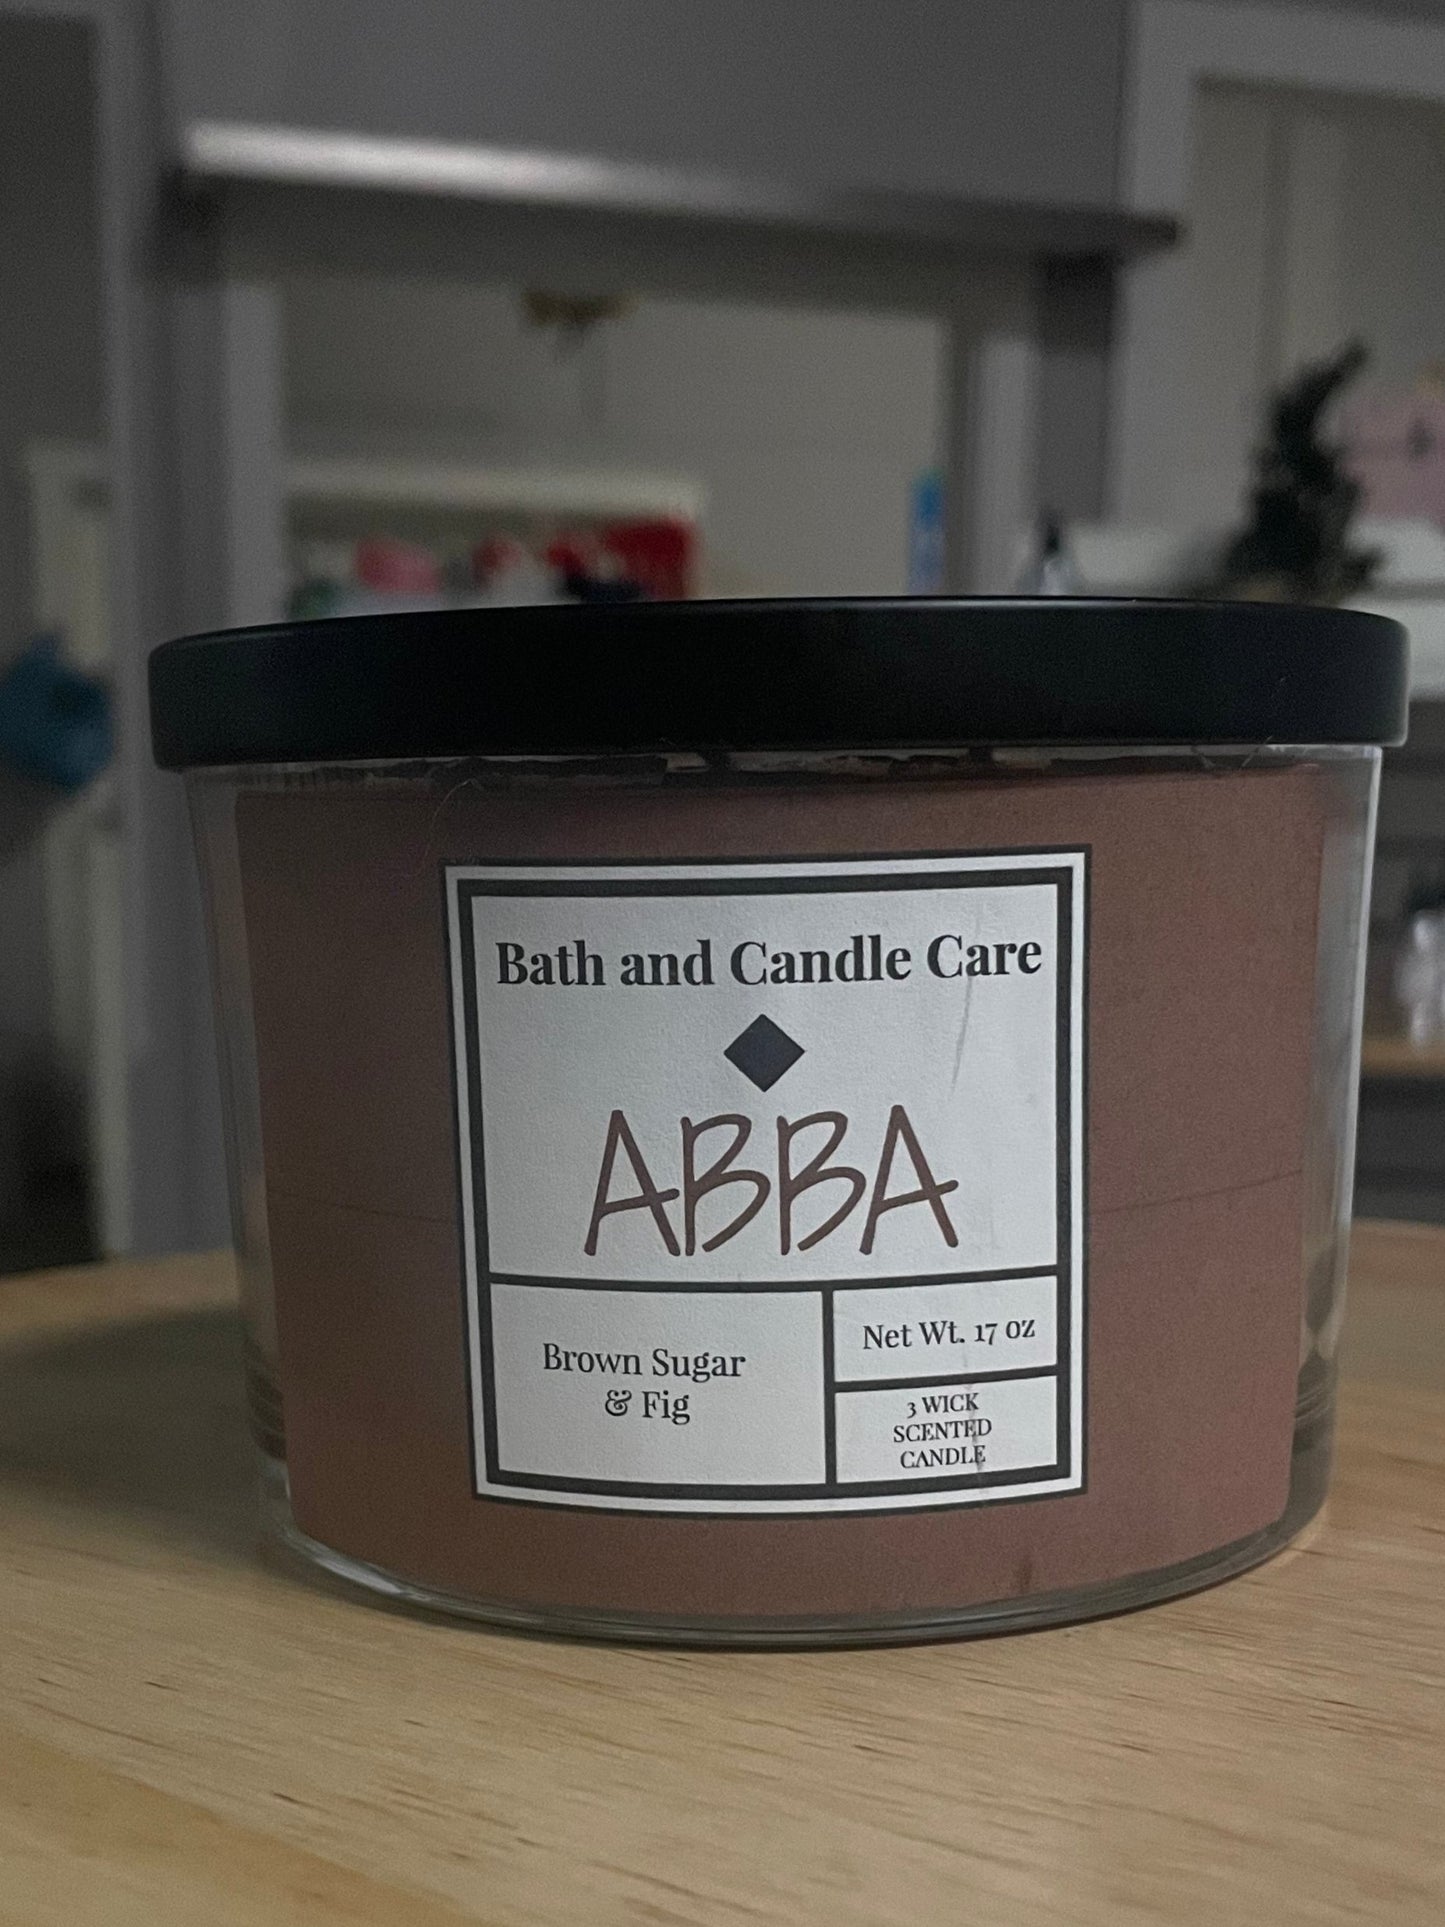 Bath and Candle Care
ABBA
Brown Sugar
& Fig
Net Wt. 17 oz
3 WICK
SCENTED
CANDLE